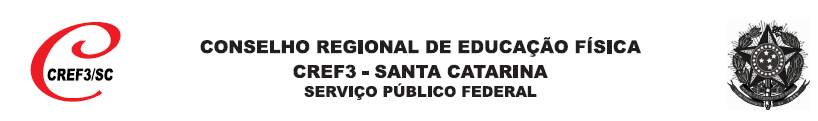 CONSELHO REGIONAL DE EDUCAÇÃO FÍSICA
CREF3/SC
CREF3 - SANTA CATARINA
SERVIÇO PÚBLICO FEDERAL